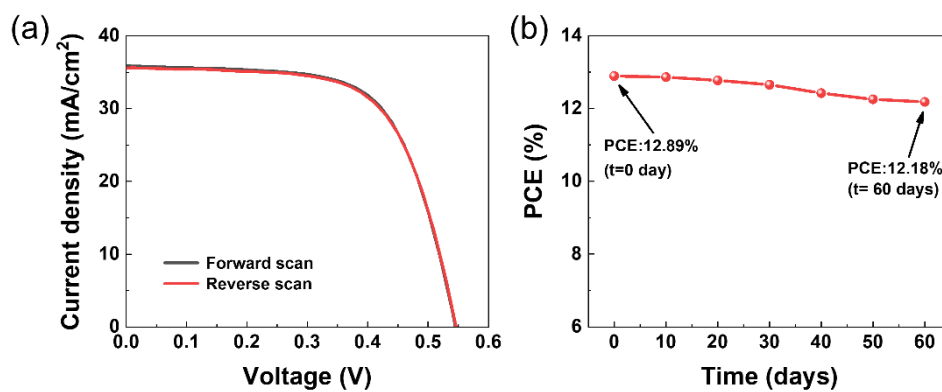 (a)
Current density (mA/cm²)
40
30
20
10
0
Forward scan
Reverse scan
0.0 0.1 0.2 0.3 0.4 0.5 0.6
Voltage (V)
(b)
PCE (%)
14
12
10
8
6
PCE:12.89%
(t=0 day)
PCE:12.18%
(t= 60 days)
0 10 20 30 40 50 60
Time (days)